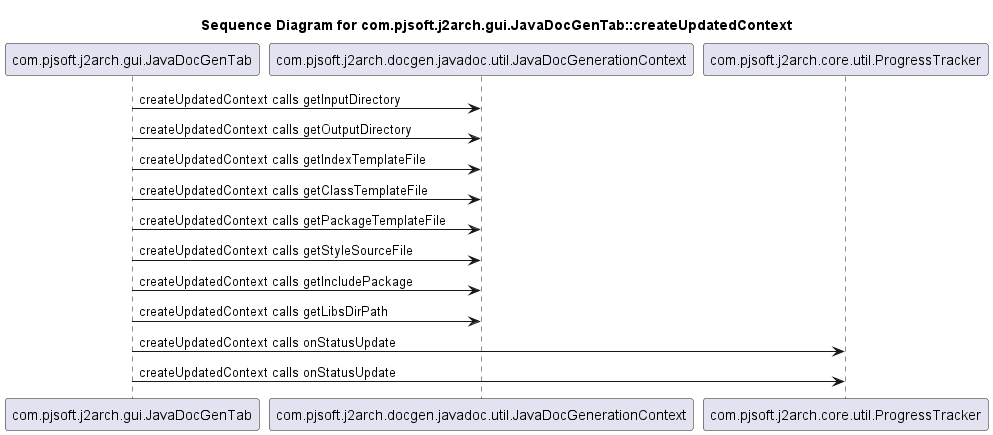 Sequence Diagram for com.pjsoft.j2arch.gui.JavaDocGenTab::createUpdatedContext
com.pjsoft.j2arch.gui.JavaDocGenTab com.pjsoft.j2arch.docgen.javadoc.util.JavaDocGenerationContext com.pjsoft.j2arch.core.util.ProgressTracker
createUpdatedContext calls getInputDirectory
createUpdatedContext calls getOutputDirectory
createUpdatedContext calls getIndexTemplateFile
createUpdatedContext calls getClassTemplateFile
createUpdatedContext calls getPackageTemplateFile
createUpdatedContext calls getStyleSourceFile
createUpdatedContext calls getIncludePackage
createUpdatedContext calls getLibsDirPath
createUpdatedContext calls onStatusUpdate
createUpdatedContext calls onStatusUpdate
com.pjsoft.j2arch.gui.JavaDocGenTab com.pjsoft.j2arch.docgen.javadoc.util.JavaDocGenerationContext com.pjsoft.j2arch.core.util.ProgressTracker